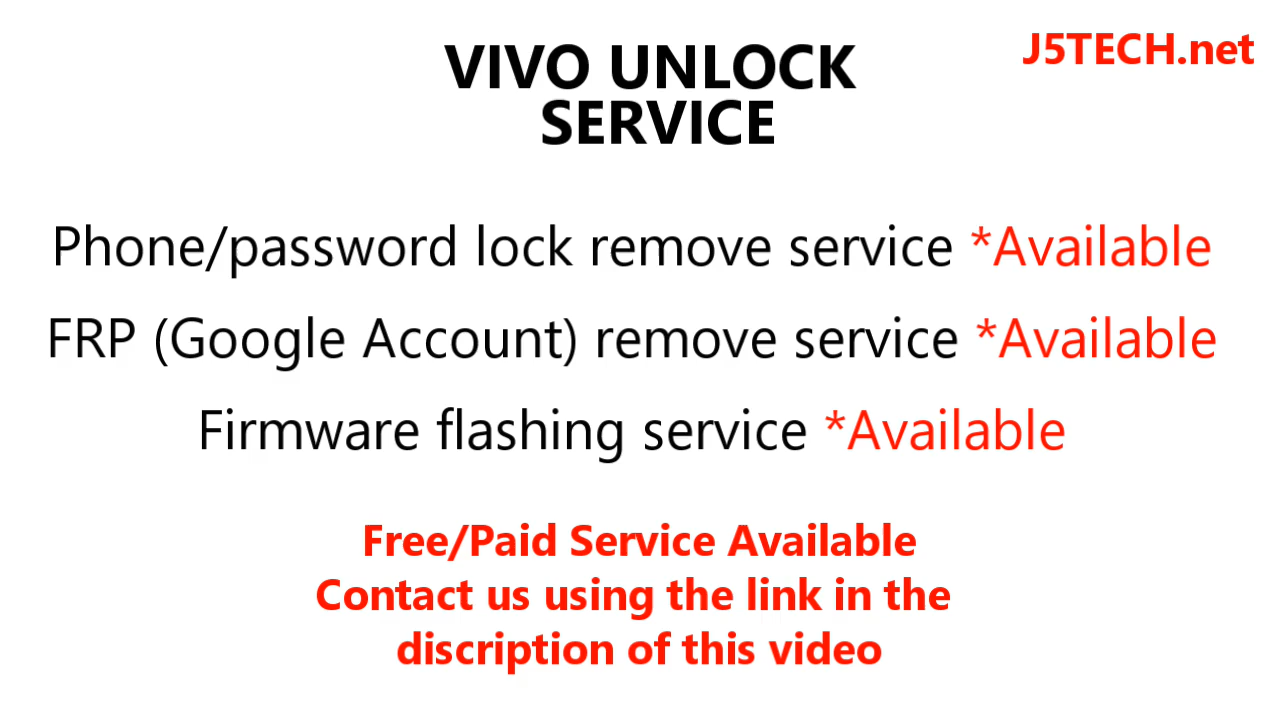 J5TECH.net
VIVO UNLOCK
SERVICE
Phone/password lock remove service *Available
FRP (Google Account) remove service *Available
Firmware flashing service *Available
Free/Paid Service Available
Contact us using the link in the
discription of this video